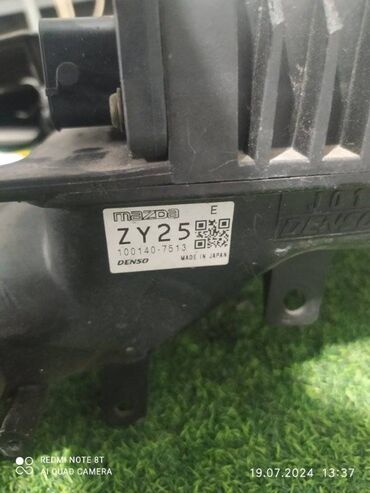 mazda E
ZY25
100140-7513
DENSO MADE IN JAPAN
REDMI NOTE 8T
AI QUAD CAMERA
19.07.2024 13:37